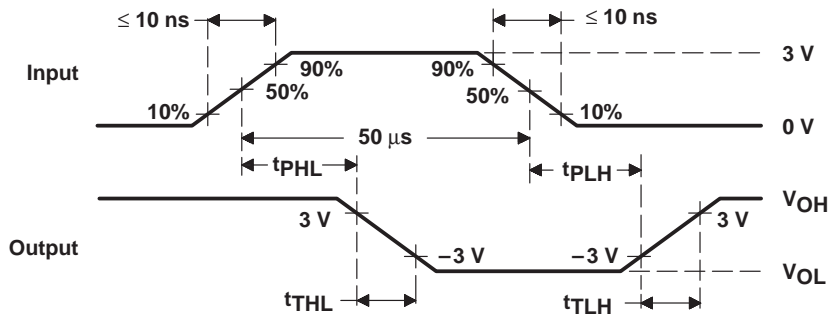 ≤ 10 ns
≤ 10 ns
3 V
Input
90%
90%
50%
50%
10%
10%
50 μs
0 V
tPHL
tPLH
VOH
3 V
3 V
Output
–3 V
–3 V
VOL
tTHL
tTLH